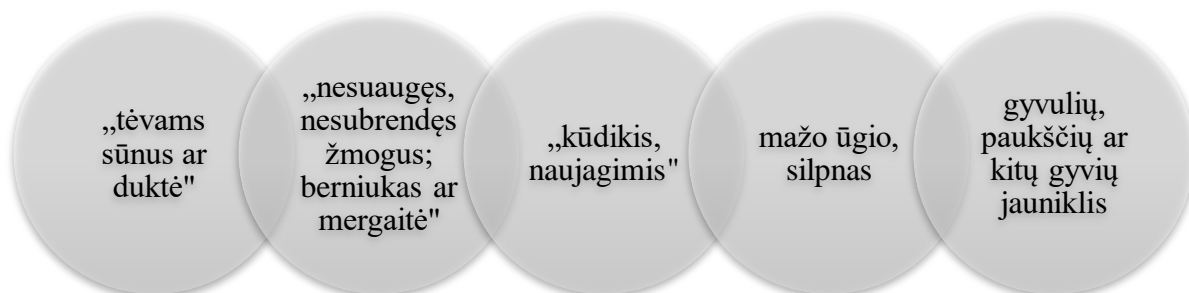 „tėvams
sūnus ar
duktė"
„nesuaugęs,
nesubrendęs
žmogus;
berniukas ar
mergaitė"
„kūdikis,
naujagimis"
mažo ūgio,
silpnas
gyvulių,
paukščių ar
kitų gyvių
jauniklis